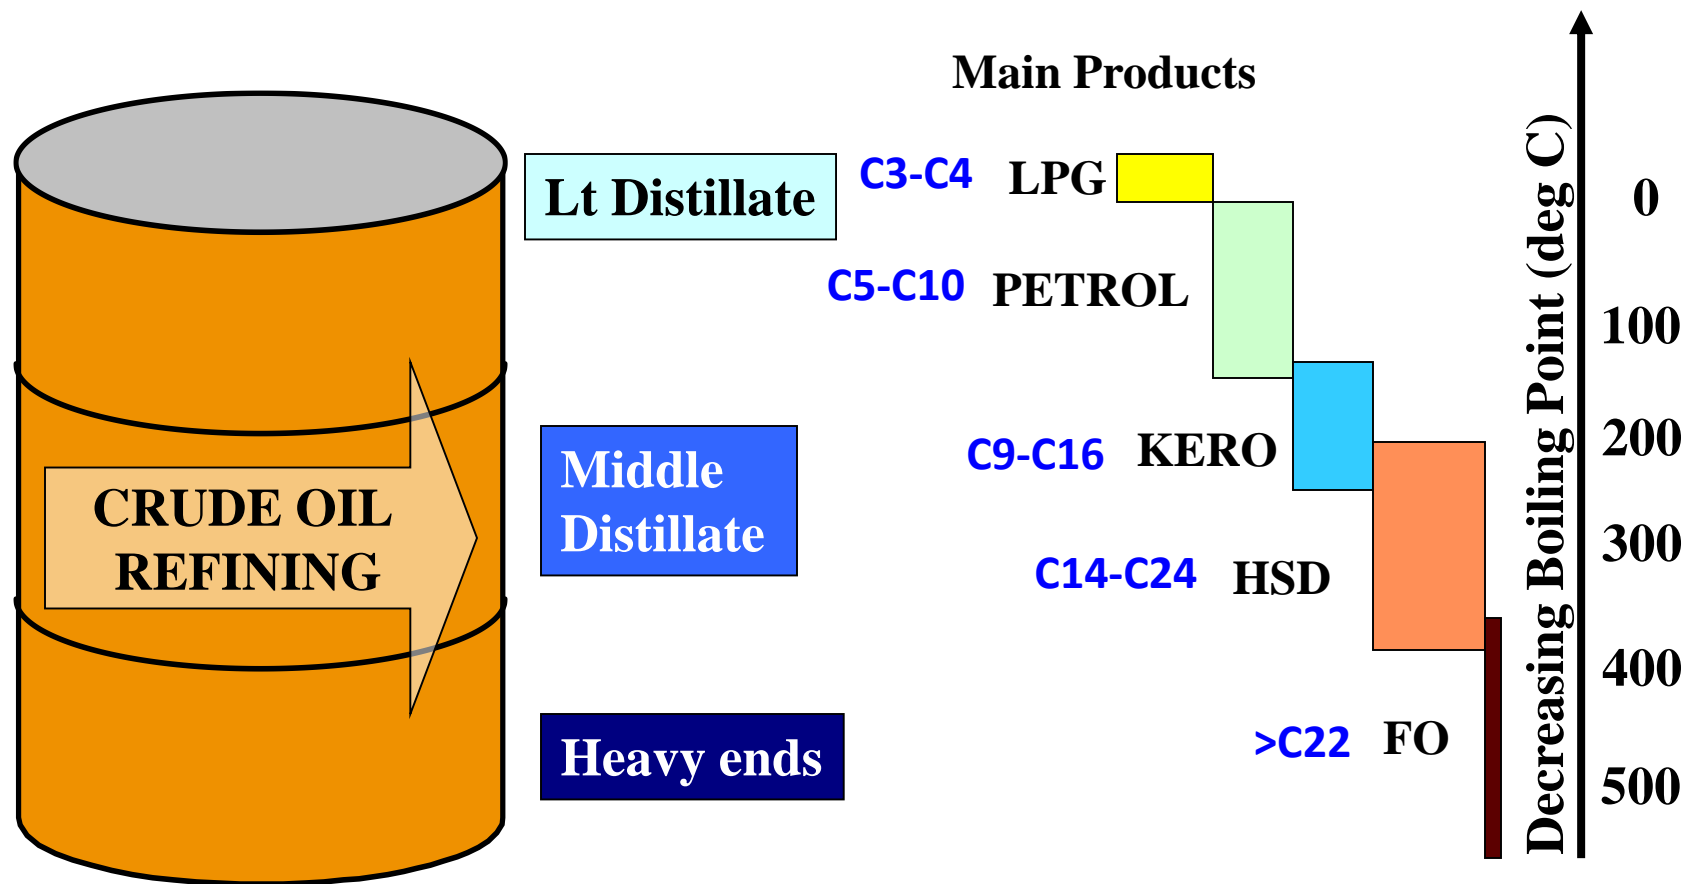 Main Products
Lt Distillate
C3-C4 LPG
C5-C10 PETROL
Middle
Distillate
C9-C16 KERO
CRUDE OIL
REFINING
C14-C24 HSD
Heavy ends
>C22 FO
Decreasing Boiling Point (deg C)
0
100
200
300
400
500